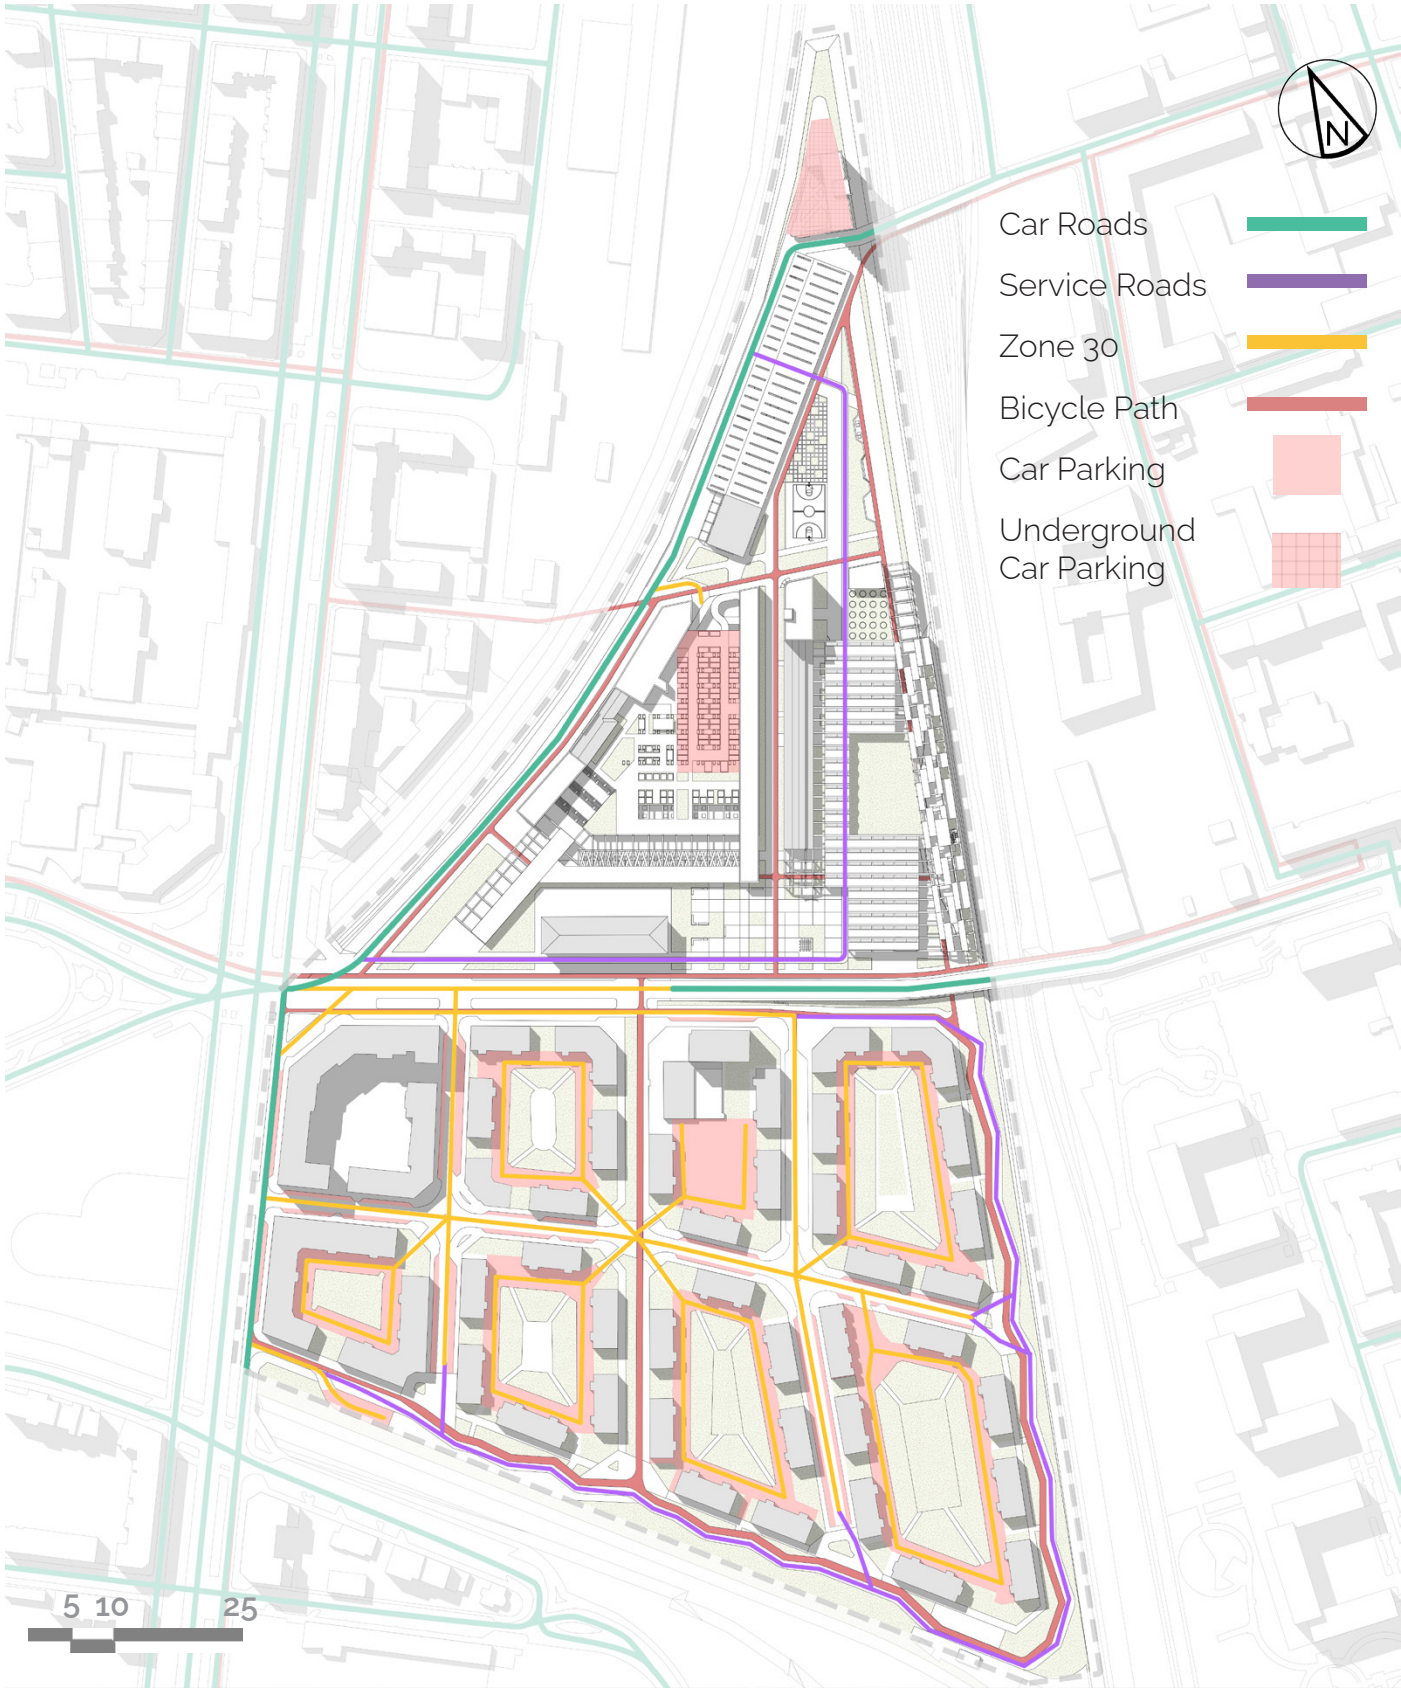 N
Car Roads
Service Roads
Zone 30
Bicycle Path
Car Parking
Underground
Car Parking
5 10 25